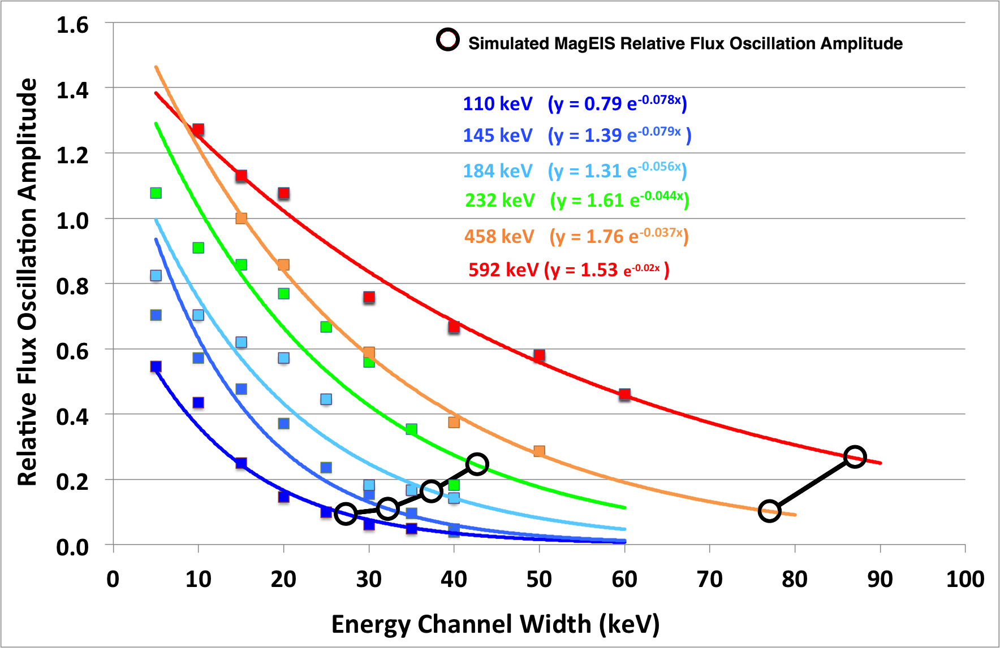 1.6
1.4
1.2
1.0
0.8
0.6
0.4
0.2
0.0
Relative Flux Oscillation Amplitude
Simulated MagEIS Relative Flux Oscillation Amplitude
110 keV (y = 0.79 e^-0.078x)
145 keV (y = 1.39 e^-0.079x )
184 keV (y = 1.31 e^-0.056x)
232 keV (y = 1.61 e^-0.044x)
458 keV (y = 1.76 e^-0.037x)
592 keV (y = 1.53 e^-0.02x )
0 10 20 30 40 50 60 70 80 90 100
Energy Channel Width (keV)